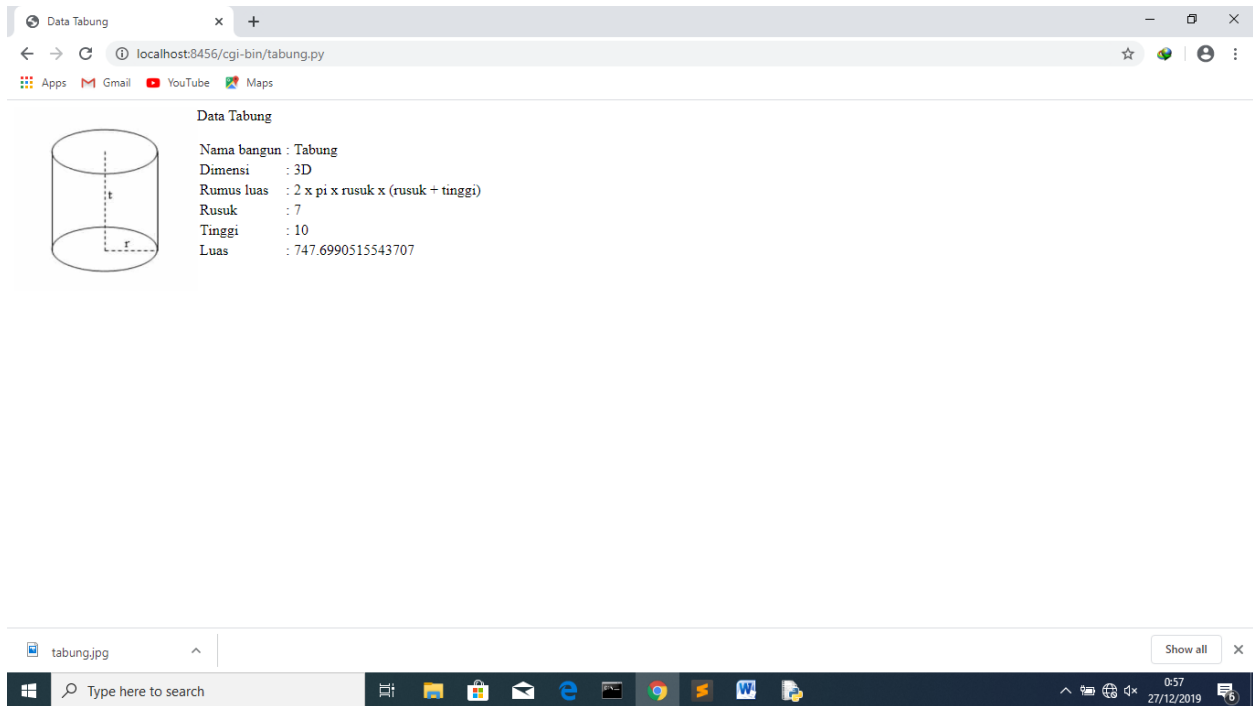 Data Tabung
localhost:8456/cgi-bin/tabung.py
Apps Gmail YouTube Maps
Data Tabung
Nama bangun : Tabung
Dimensi : 3D
Rumus luas : 2 x pi x rusuk x (rusuk + tinggi)
Rusuk : 7
Tinggi : 10
Luas : 747.6990515543707
t
r
tabung.jpg
Show all
Type here to search
0:57
27/12/2019
6